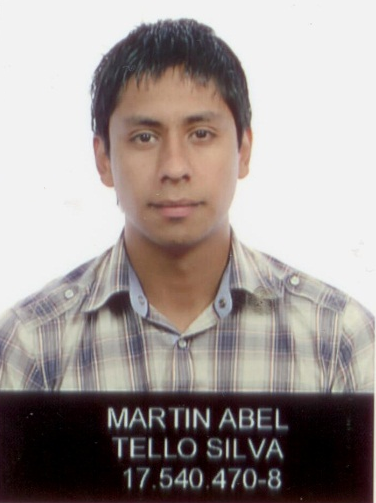 MARTIN ABEL
TELLO SILVA
17.540.470-8